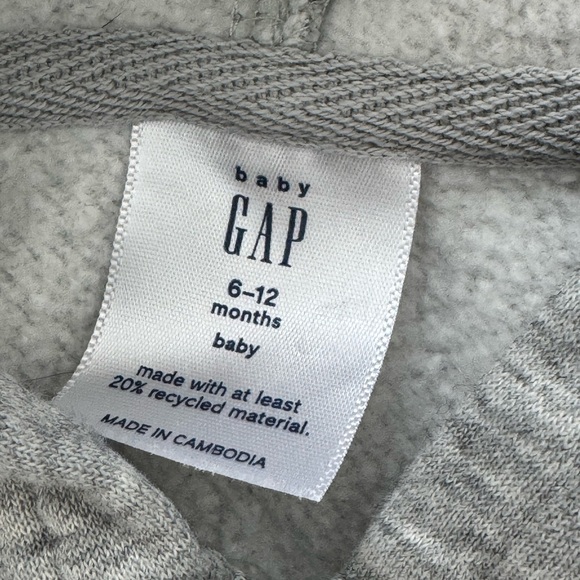 baby
GAP
6–12
months
baby
made with at least
20% recycled material.
MADE IN CAMBODIA